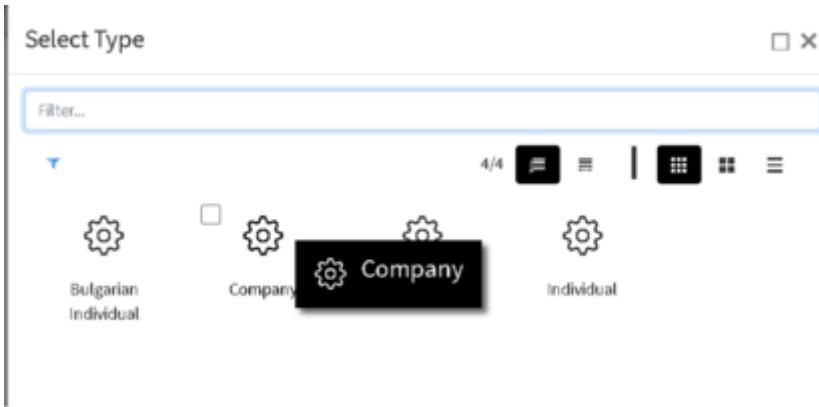 Select Type
Filter...
4/4
Bulgarian
Individual
Company
Company
Individual